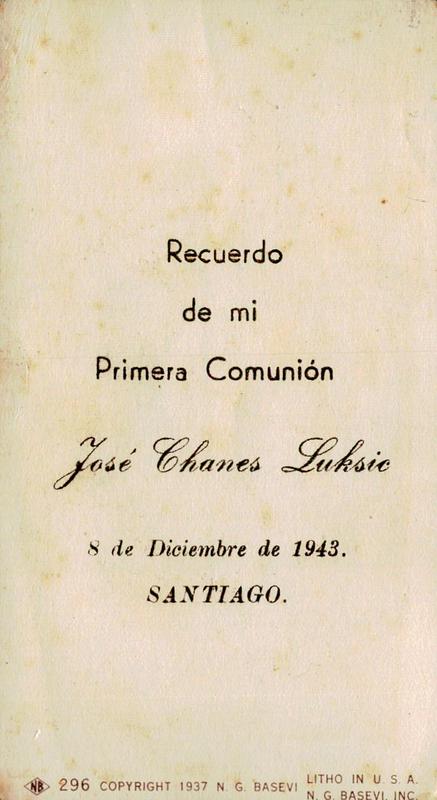 Recuerdo
de mi
Primera Comunión
José Chanes Luksic
8 de Diciembre de 1943.
SANTIAGO.
NB 296 COPYRIGHT 1937 N. G. BASEVI LITHO IN U. S. A.
N. G. BASEVI, INC.